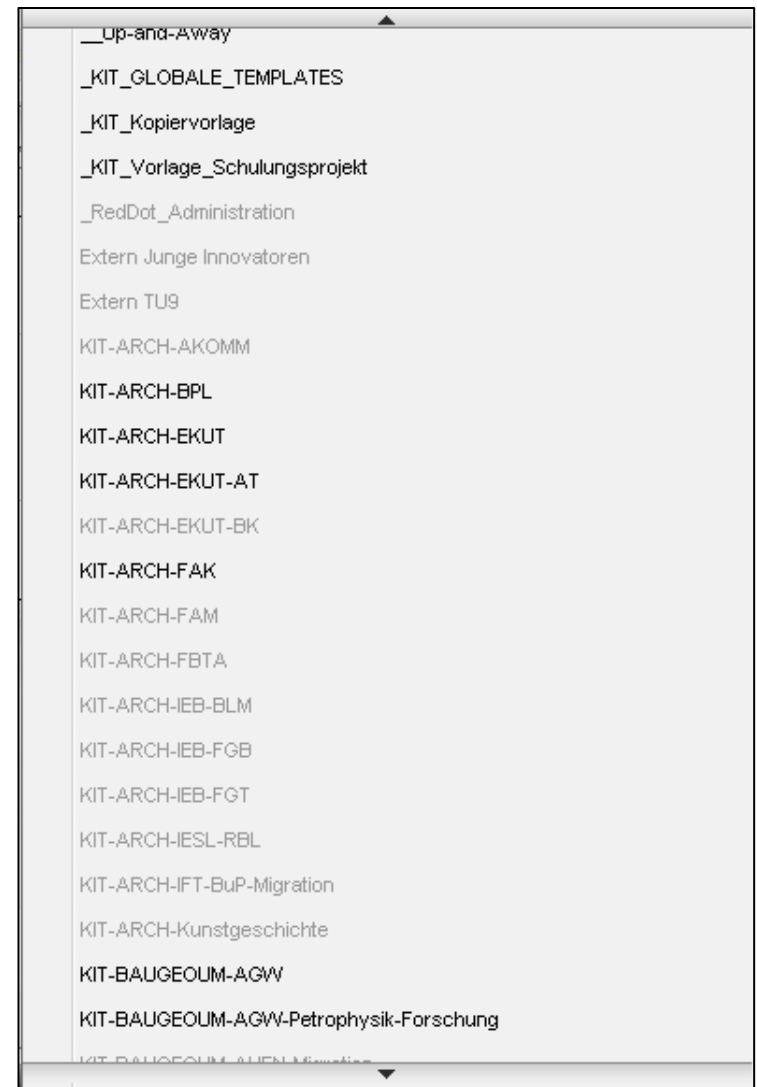 __Up-and-Away
_KIT_GLOBALE_TEMPLATES
_KIT_Kopiervorlage
_KIT_Vorlage_Schulungsprojekt
_RedDot_Administration
Extern Junge Innovatoren
Extern TU9
KIT-ARCH-AKOMM
KIT-ARCH-BPL
KIT-ARCH-EKUT
KIT-ARCH-EKUT-AT
KIT-ARCH-EKUT-BK
KIT-ARCH-FAK
KIT-ARCH-FAM
KIT-ARCH-FBTA
KIT-ARCH-IEB-BLM
KIT-ARCH-IEB-FGB
KIT-ARCH-IEB-FGT
KIT-ARCH-IESL-RBL
KIT-ARCH-IFT-BuP-Migration
KIT-ARCH-Kunstgeschichte
KIT-BAUGEOUM-AGW
KIT-BAUGEOUM-AGW-Petrophysik-Forschung